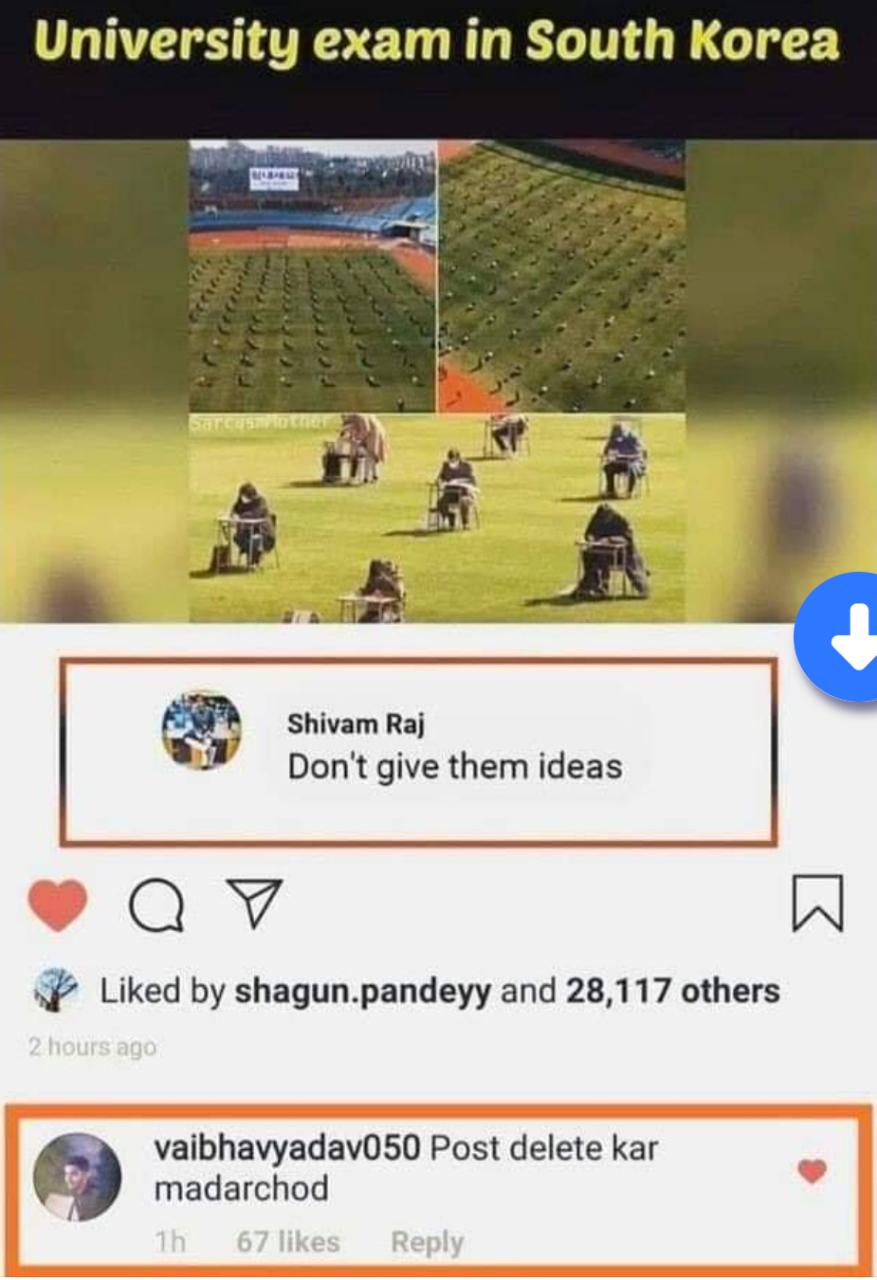 University exam in South Korea
SarcasmMother
Shivam Raj
Don't give them ideas
Liked by shagun.pandeyy and 28,117 others
2 hours ago
vaibhavyadav050 Post delete kar
madarchod
1h 67 likes Reply